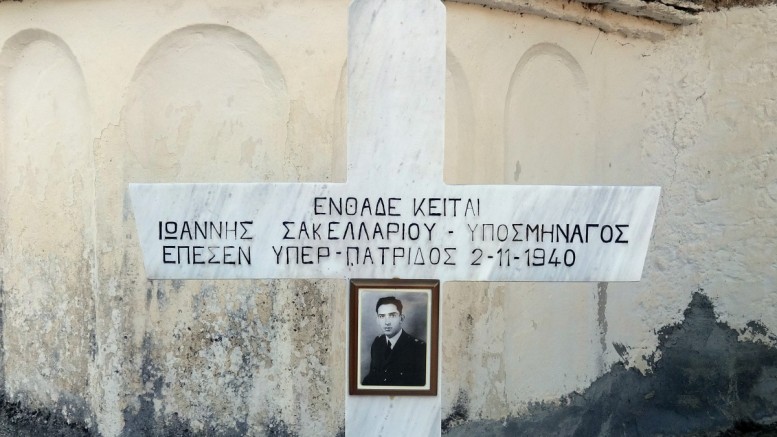 ΕΝΘΑΔΕ ΚΕΙΤΑΙ
ΙΩΑΝΝΗΣ ΣΑΚΕΛΛΑΡΙΟΥ - ΥΠΟΣΜΗΝΑΓΟΣ
ΕΠΕΣΕΝ ΥΠΕΡ-ΠΑΤΡΙΔΟΣ 2-11-1940